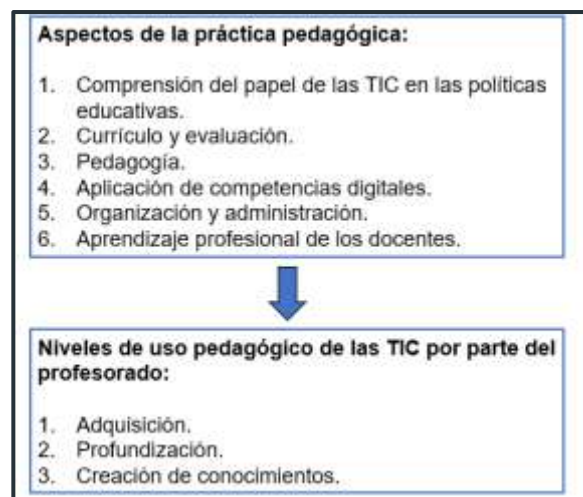 Aspectos de la práctica pedagógica:
1. Comprensión del papel de las TIC en las políticas
educativas.
2. Currículo y evaluación.
3. Pedagogía.
4. Aplicación de competencias digitales.
5. Organización y administración.
6. Aprendizaje profesional de los docentes.
Niveles de uso pedagógico de las TIC por parte del
profesorado:
1. Adquisición.
2. Profundización.
3. Creación de conocimientos.